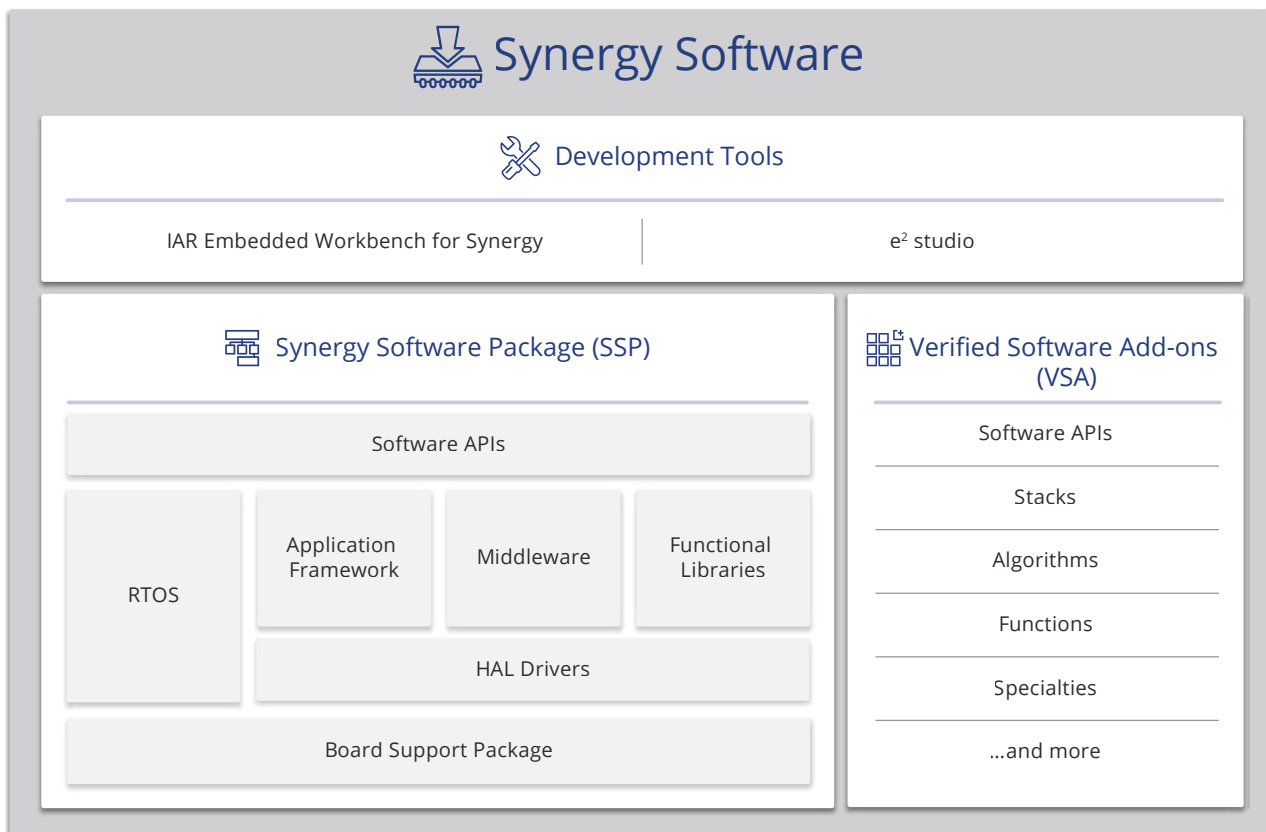 Synergy Software
Development Tools
IAR Embedded Workbench for Synergy
e² studio
Synergy Software Package (SSP)
Software APIs
RTOS
Application
Framework
Middleware
Functional
Libraries
HAL Drivers
Board Support Package
Verified Software Add-ons
(VSA)
Software APIs
Stacks
Algorithms
Functions
Specialties
...and more